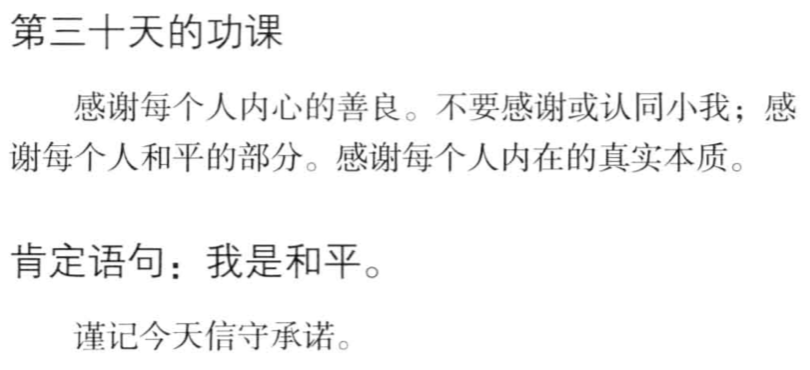 第三十天的功课
感谢每个人内心的善良。不要感谢或认同小我；感
谢每个人和平的部分。感谢每个人内在的真实本质。
肯定语句：我是和平。
谨记今天信守承诺。